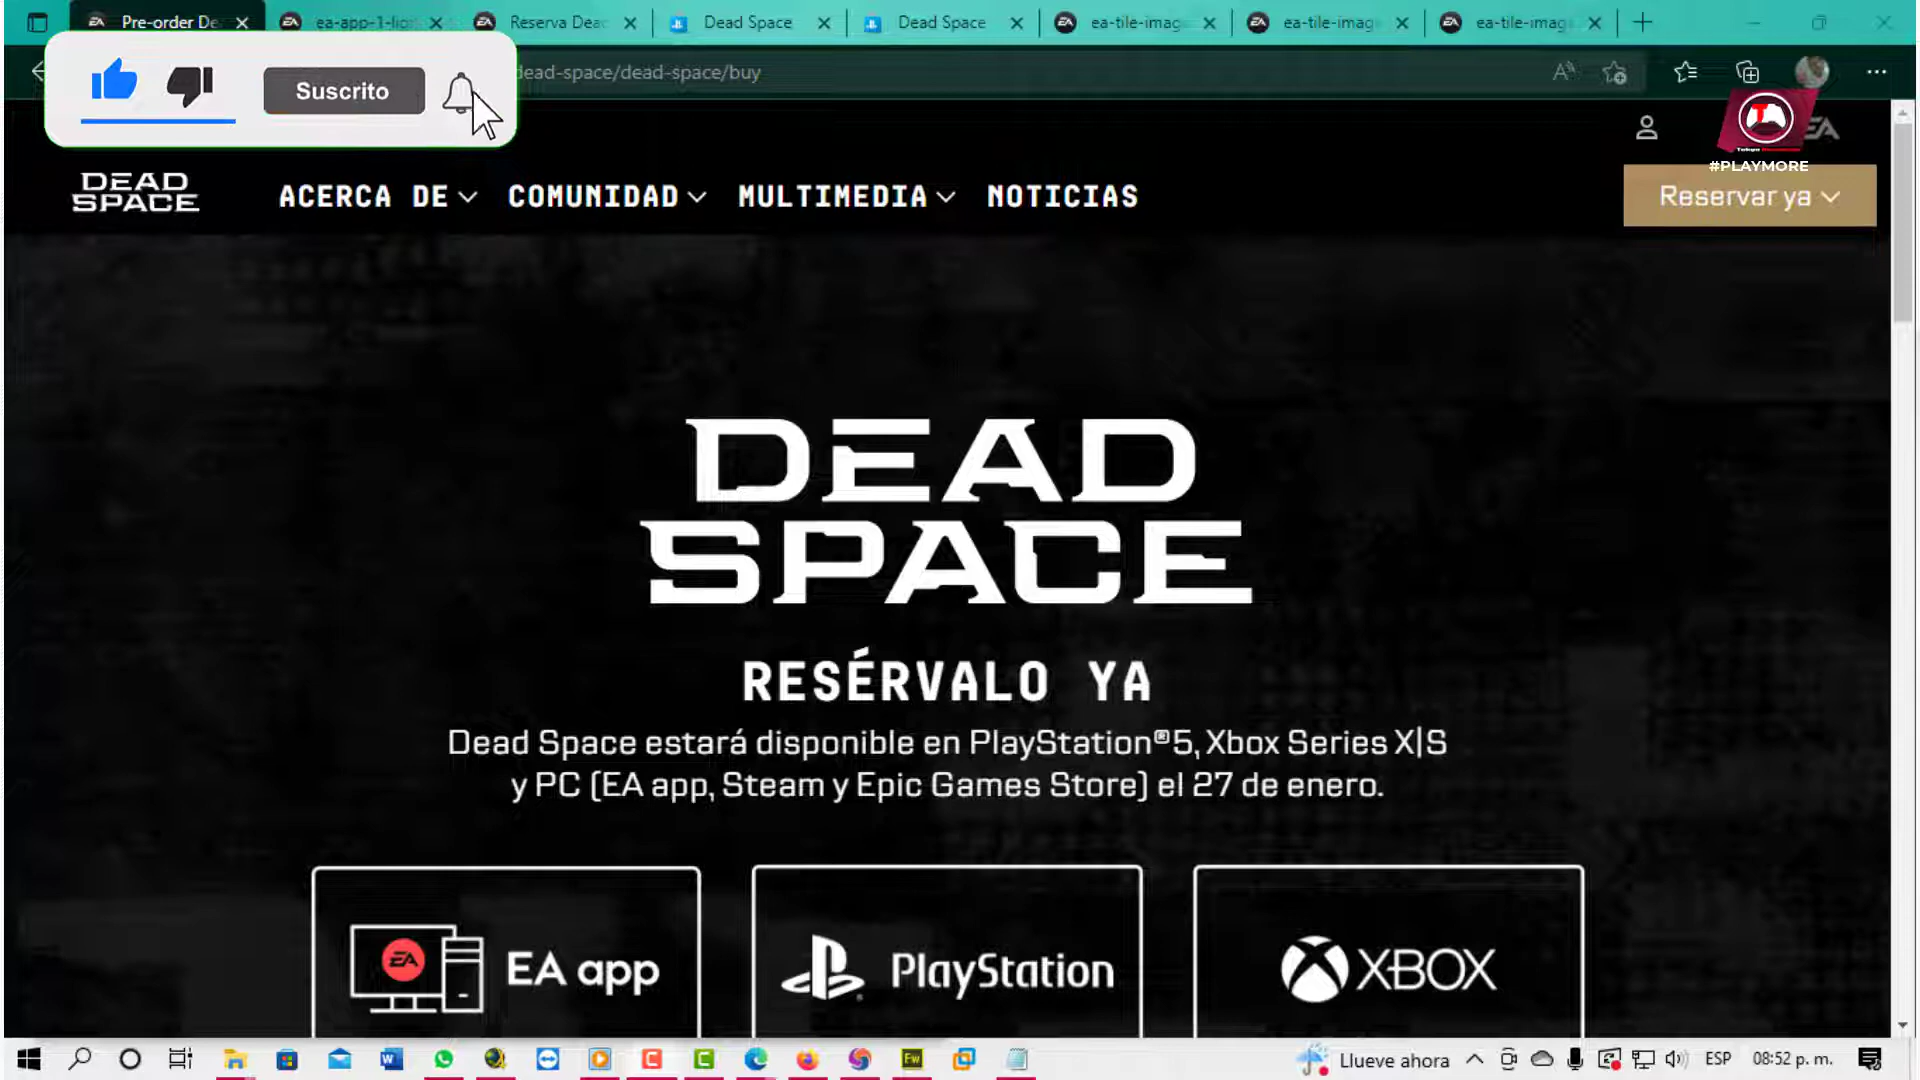 Pre-order De
ea-app-1-lig
Reserva Dead
Dead Space
Dead Space
ea-tile-imag
ea-tile-imag
ea-tile-imag
dead-space/dead-space/buy
Suscrito
#PLAYMORE
DEAD SPACE
ACERCA DE
COMUNIDAD
MULTIMEDIA
NOTICIAS
EA
Reservar ya
DEAD
SPACE
RESÉRVALO YA
Dead Space estará disponible en PlayStation®5, Xbox Series X|S
y PC (EA app, Steam y Epic Games Store) el 27 de enero.
EA app
PlayStation
XBOX
Fw
Llueve ahora
ESP
08:52 p. m.